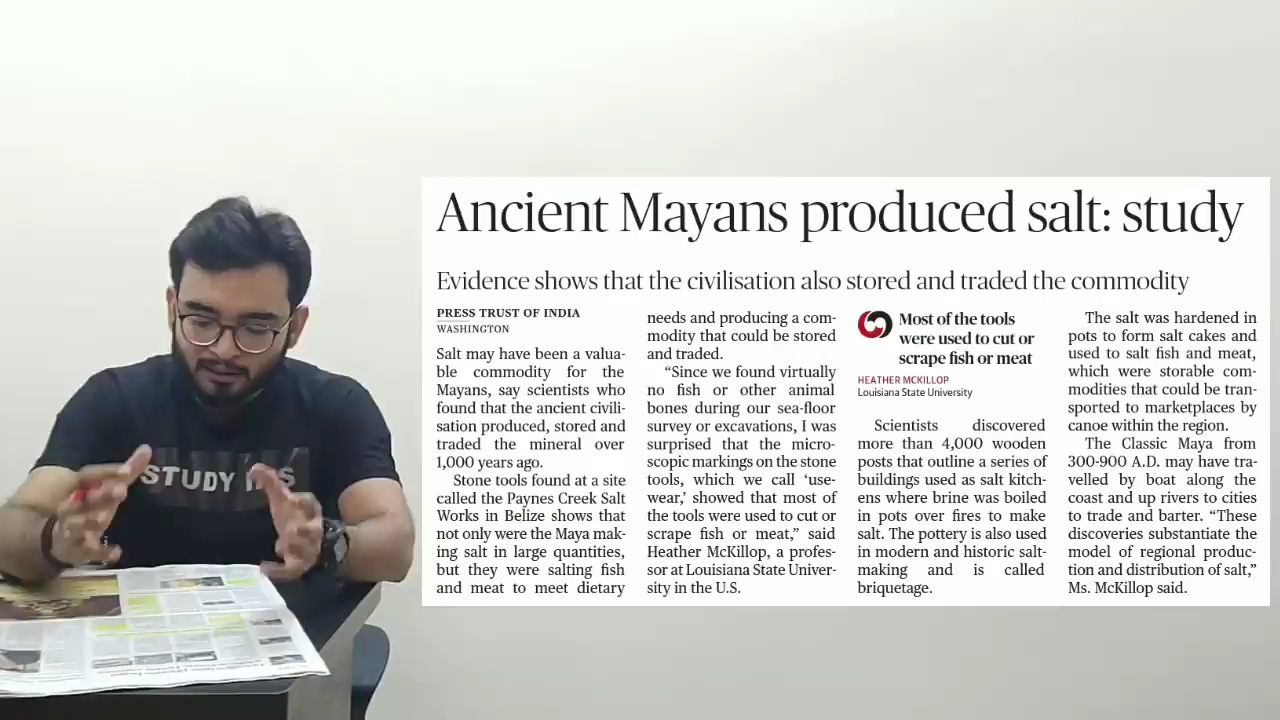 Ancient Mayans produced salt: study
Evidence shows that the civilisation also stored and traded the commodity
PRESS TRUST OF INDIA
WASHINGTON
Salt may have been a valua-
ble commodity for the
Mayans, say scientists who
found that the ancient civili-
sation produced, stored and
traded the mineral over
1,000 years ago.
Stone tools found at a site
called the Paynes Creek Salt
Works in Belize shows that
not only were the Maya mak-
ing salt in large quantities,
but they were salting fish
and meat to meet dietary
needs and producing a com-
modity that could be stored
and traded.
“Since we found virtually
no fish or other animal
bones during our sea-floor
survey or excavations, I was
surprised that the micro-
scopic markings on the stone
tools, which we call ‘use-
wear,’ showed that most of
the tools were used to cut or
scrape fish or meat,” said
Heather McKillop, a profes-
sor at Louisiana State Univer-
sity in the U.S.
Most of the tools
were used to cut or
scrape fish or meat
HEATHER MCKILLOP
Louisiana State University
Scientists discovered
more than 4,000 wooden
posts that outline a series of
buildings used as salt kitch-
ens where brine was boiled
in pots over fires to make
salt. The pottery is also used
in modern and historic salt-
making and is called
briquetage.
The salt was hardened in
pots to form salt cakes and
used to salt fish and meat,
which were storable com-
modities that could be tran-
sported to marketplaces by
canoe within the region.
The Classic Maya from
300-900 A.D. may have tra-
velled by boat along the
coast and up rivers to cities
to trade and barter. “These
discoveries substantiate the
model of regional produc-
tion and distribution of salt,”
Ms. McKillop said.
STUDY